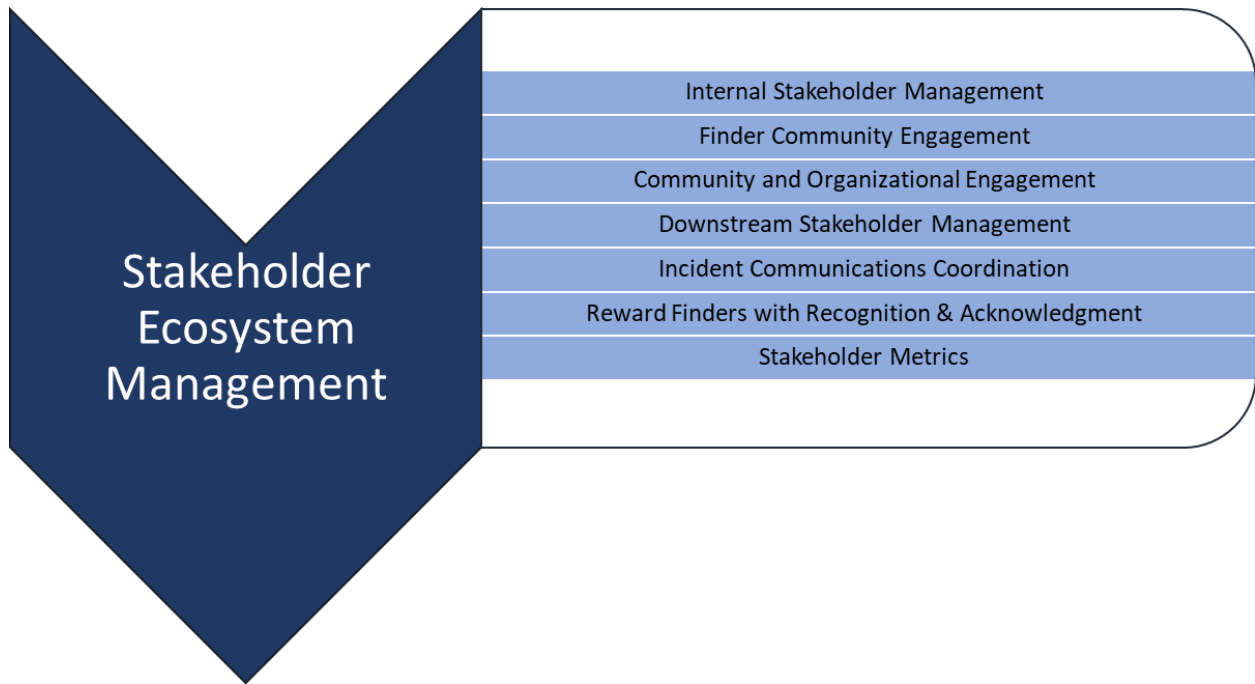 Stakeholder
Ecosystem
Management
Internal Stakeholder Management
Finder Community Engagement
Community and Organizational Engagement
Downstream Stakeholder Management
Incident Communications Coordination
Reward Finders with Recognition & Acknowledgment
Stakeholder Metrics